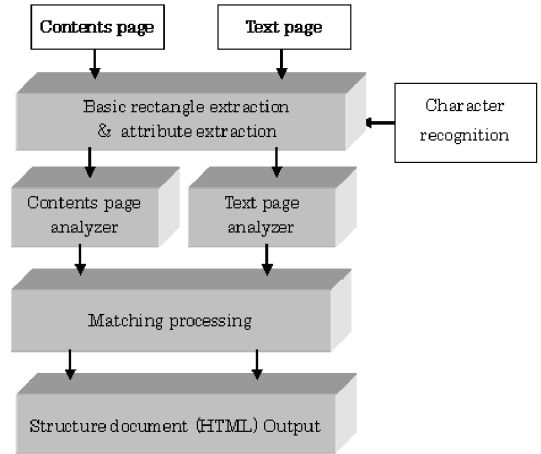 Contents page
Text page
Basic rectangle extraction
& attribute extraction
Character
recognition
Contents page
analyzer
Text page
analyzer
Matching processing
Structure document (HTML) Output